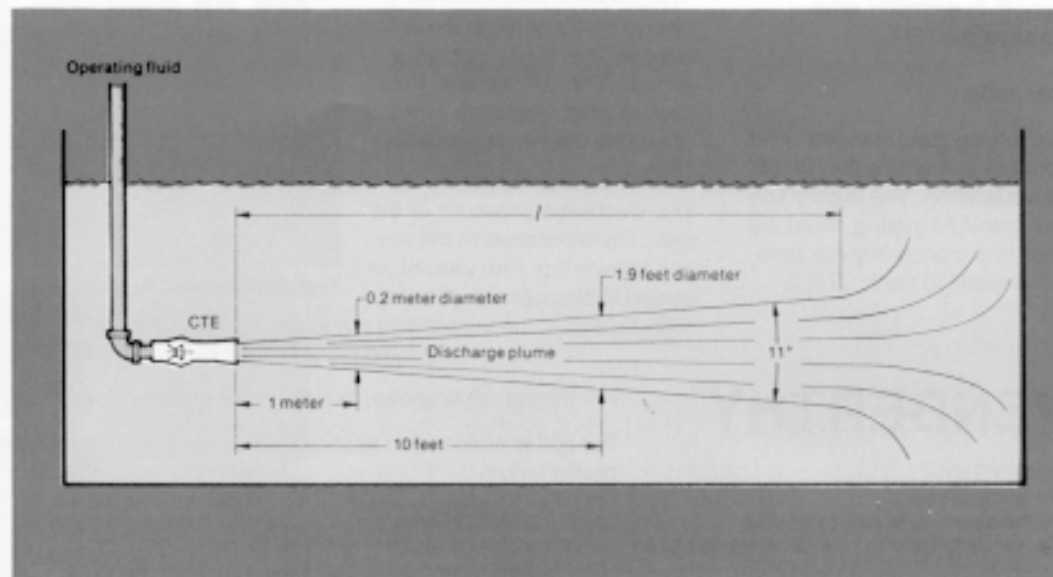 Operating fluid
l
1.9 feet diameter
0.2 meter diameter
CTE
Discharge plume
11°
1 meter
10 feet